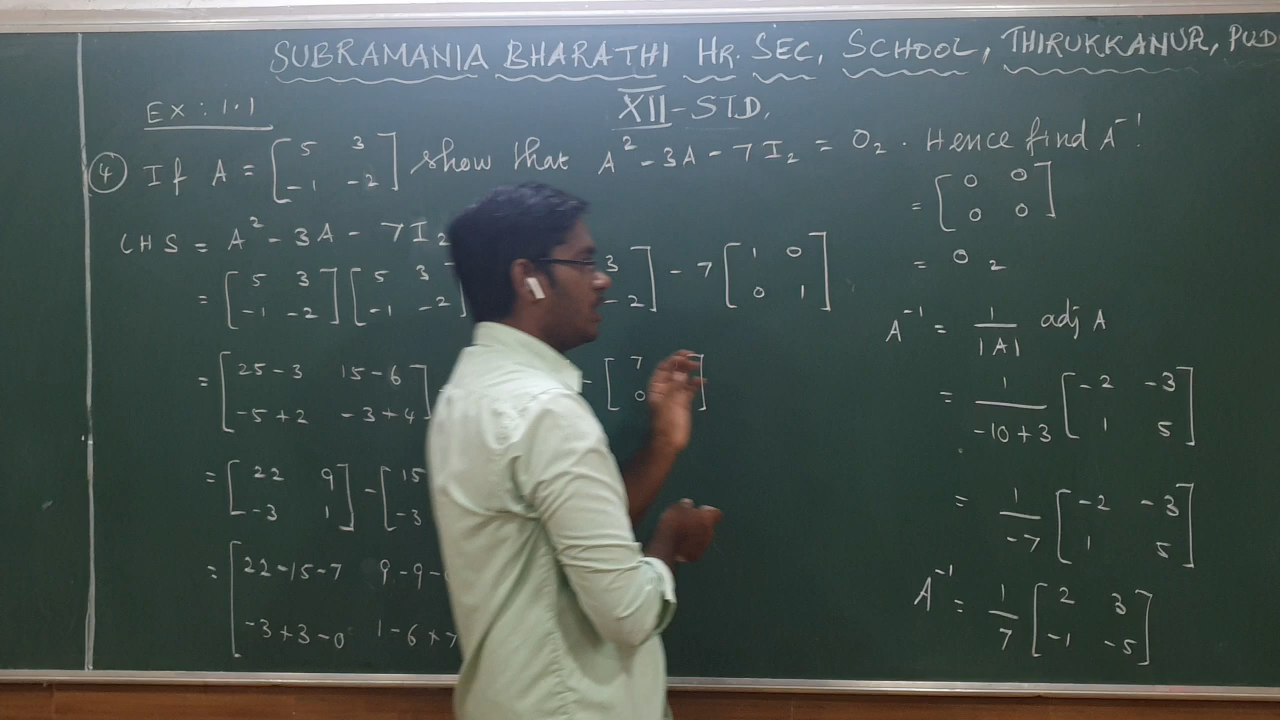 SUBRAMANIA BHARATHI HR. SEC, SCHOOL, THIRUKKANUR, PUD
XII - STD.
EX : 1.1
④ If A = [ 5 3 ; -1 -2 ] show that A² - 3A - 7I₂ = O₂ . Hence find A⁻¹.
LHS = A² - 3A - 7I₂
= [ 5 3 ; -1 -2 ] [ 5 3 ; -1 -2 3 ; -2 ] - 7 [ 1 0 ; 0 1 ]
= [ 25-3 15-6 ; -5+2 -3+4 ] - [ 7 ; 0 ]
= [ 22 9 ; -3 1 ] - [ 15 ; -3
= [ 22-15-7 9-9- ; -3+3-0 1-6+7
= [ 0 0 ; 0 0 ]
= 0₂
A⁻¹ = 1/|A| adj A
= 1/-10+3 [ -2 -3 ; 1 5 ]
= 1/-7 [ -2 -3 ; 1 5 ]
A⁻¹ = 1/7 [ 2 3 ; -1 -5 ]